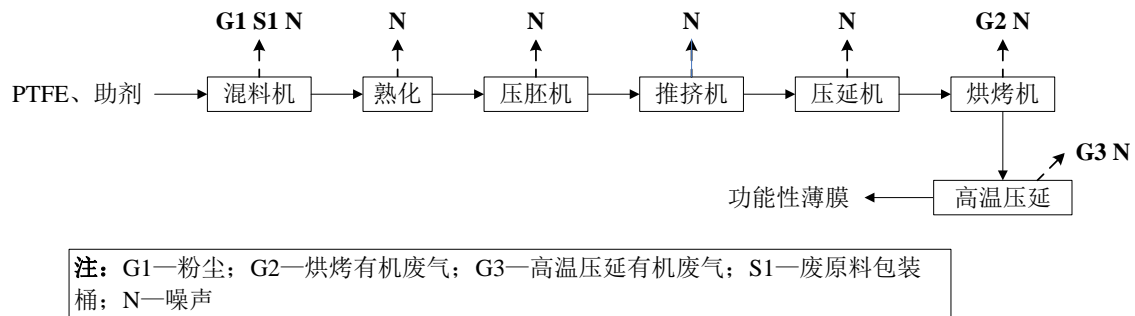 G1 S1 N
N
N
N
N
G2 N
PTFE、助剂
混料机
熟化
压胚机
推挤机
压延机
烘烤机
G3 N
功能性薄膜
高温压延
注：G1—粉尘；G2—烘烤有机废气；G3—高温压延有机废气；S1—废原料包装
桶；N—噪声